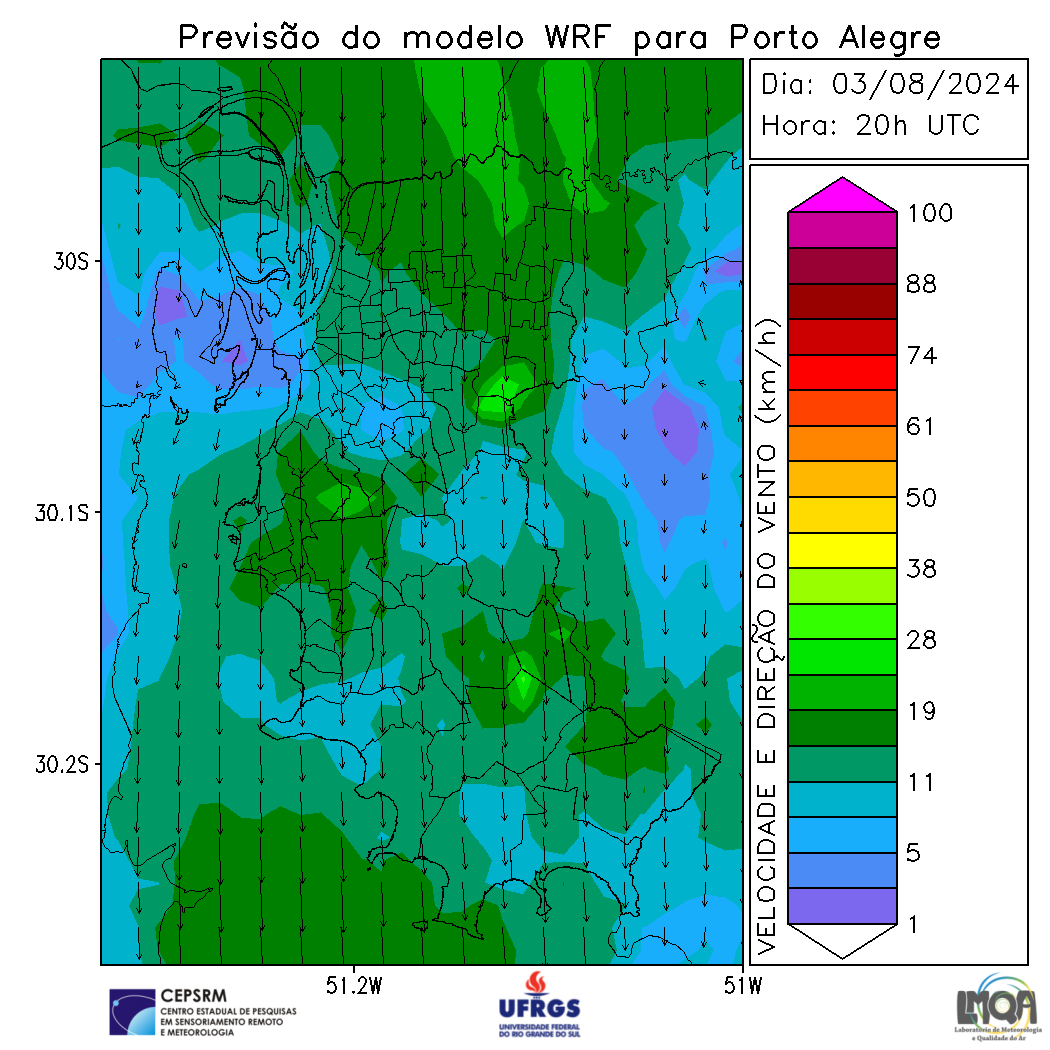 Previsão do modelo WRF para Porto Alegre
Dia: 03/08/2024
Hora: 20h UTC
30S
30.1S
30.2S
51.2W
51W
VELOCIDADE E DIREÇÃO DO VENTO (km/h)
100
88
74
61
50
38
28
19
11
5
1
CEPSRM
CENTRO ESTADUAL DE PESQUISAS
EM SENSORIAMENTO REMOTO
E METEOROLOGIA
UFRGS
UNIVERSIDADE FEDERAL
DO RIO GRANDE DO SUL
LMQA
Laboratório de Meteorologia
e Qualidade do Ar